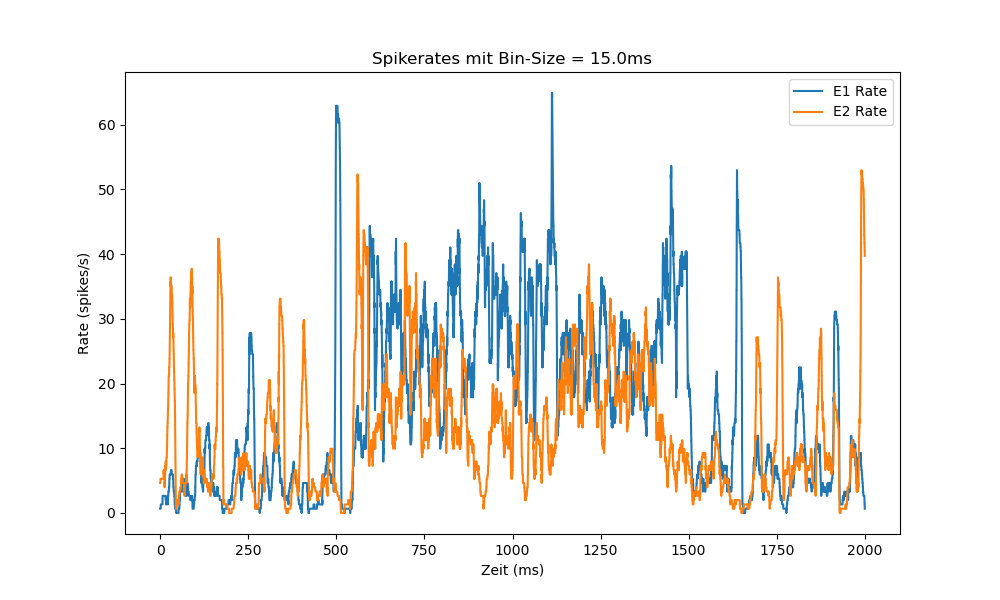 Spikerates mit Bin-Size = 15.0ms
E1 Rate
E2 Rate
60
50
40
30
20
10
0
Rate (spikes/s)
0 250 500 750 1000 1250 1500 1750 2000
Zeit (ms)